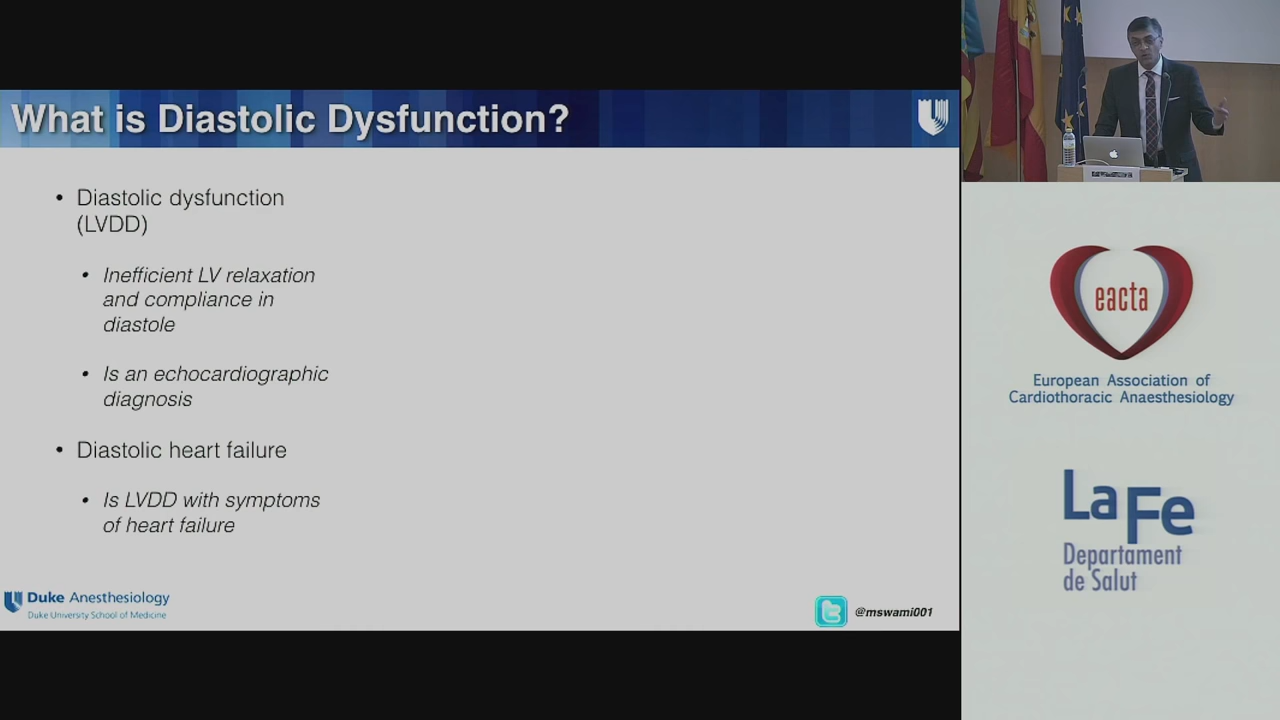 What is Diastolic Dysfunction?
• Diastolic dysfunction
(LVDD)
• Inefficient LV relaxation
and compliance in
diastole
• Is an echocardiographic
diagnosis
• Diastolic heart failure
• Is LVDD with symptoms
of heart failure
Duke Anesthesiology
Duke University School of Medicine
@mswami001
eacta
European Association of
Cardiothoracic Anaesthesiology
La Fe
Departament
de Salut